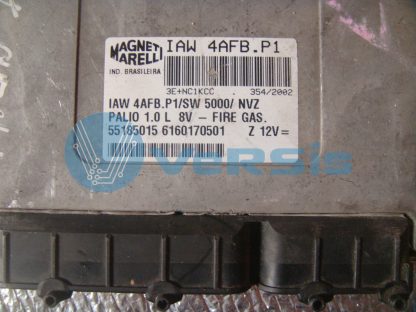 MAGNETI
MARELLI
IND. BRASILEIRA
IAW 4AFB.P1
3E+NC1KCC . 354/2002
IAW 4AFB.P1/SW 5000/ NVZ
PALIO 1.0 L 8V – FIRE GAS.
55185015 6160170501 Z 12V=
VERSIS